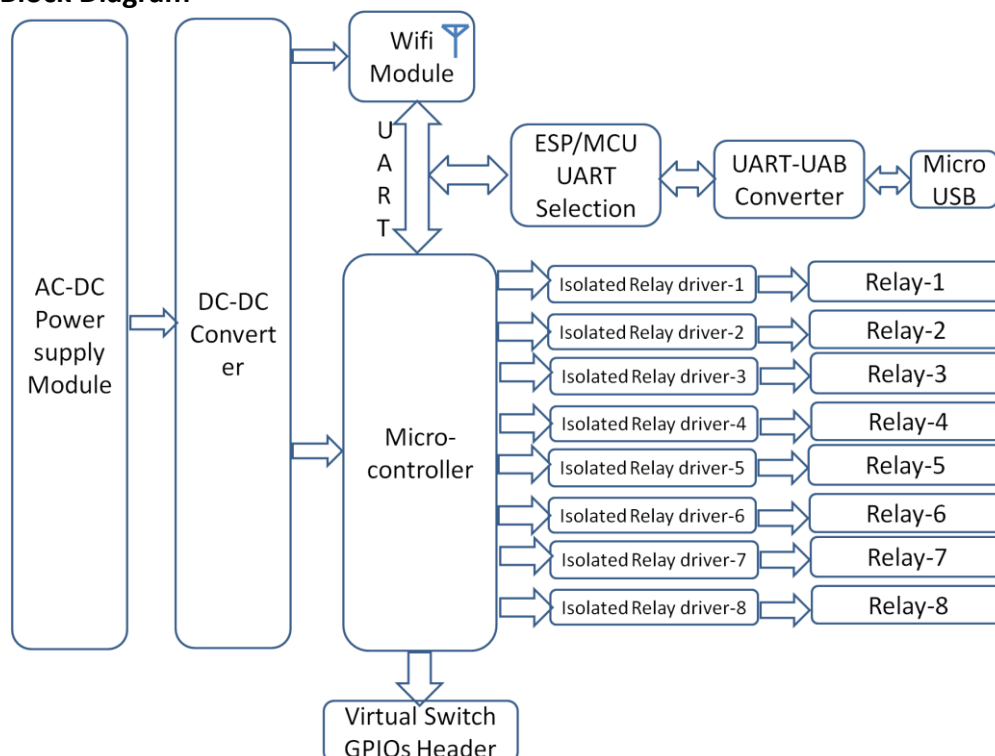 Block Diagram
Wifi
Module
U
A
R
T
ESP/MCU
UART
Selection
UART-UAB
Converter
Micro
USB
AC-DC
Power
supply
Module
DC-DC
Convert
er
Micro-
controller
Isolated Relay driver-1
Relay-1
Isolated Relay driver-2
Relay-2
Isolated Relay driver-3
Relay-3
Isolated Relay driver-4
Relay-4
Isolated Relay driver-5
Relay-5
Isolated Relay driver-6
Relay-6
Isolated Relay driver-7
Relay-7
Isolated Relay driver-8
Relay-8
Virtual Switch
GPIOs Header